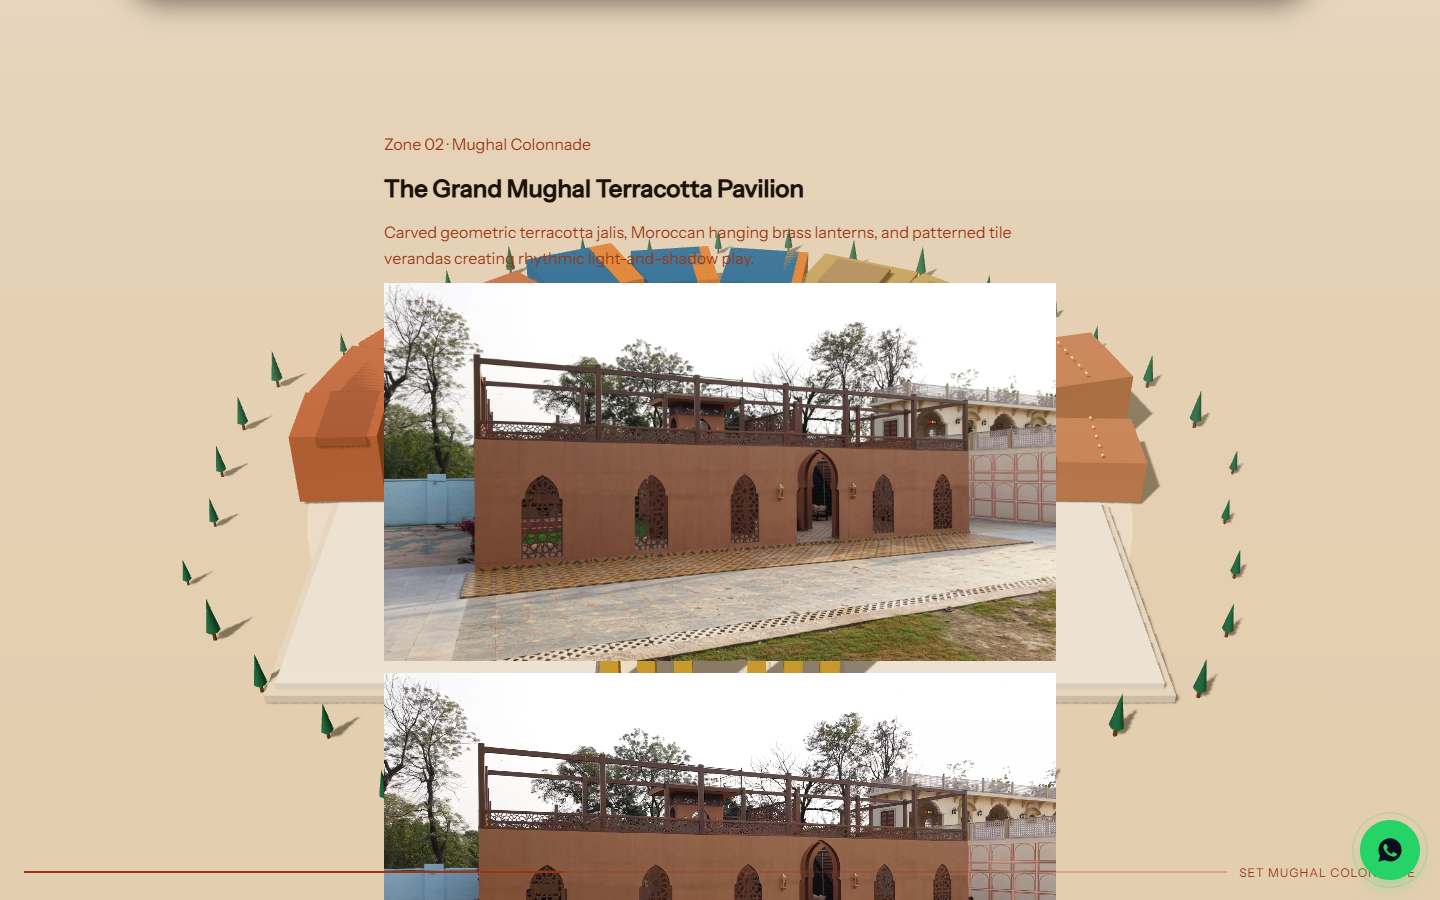 Zone 02 · Mughal Colonnade
The Grand Mughal Terracotta Pavilion
Carved geometric terracotta jalis, Moroccan hanging brass lanterns, and patterned tile
verandas creating rhythmic light-and-shadow play.
SET MUGHAL